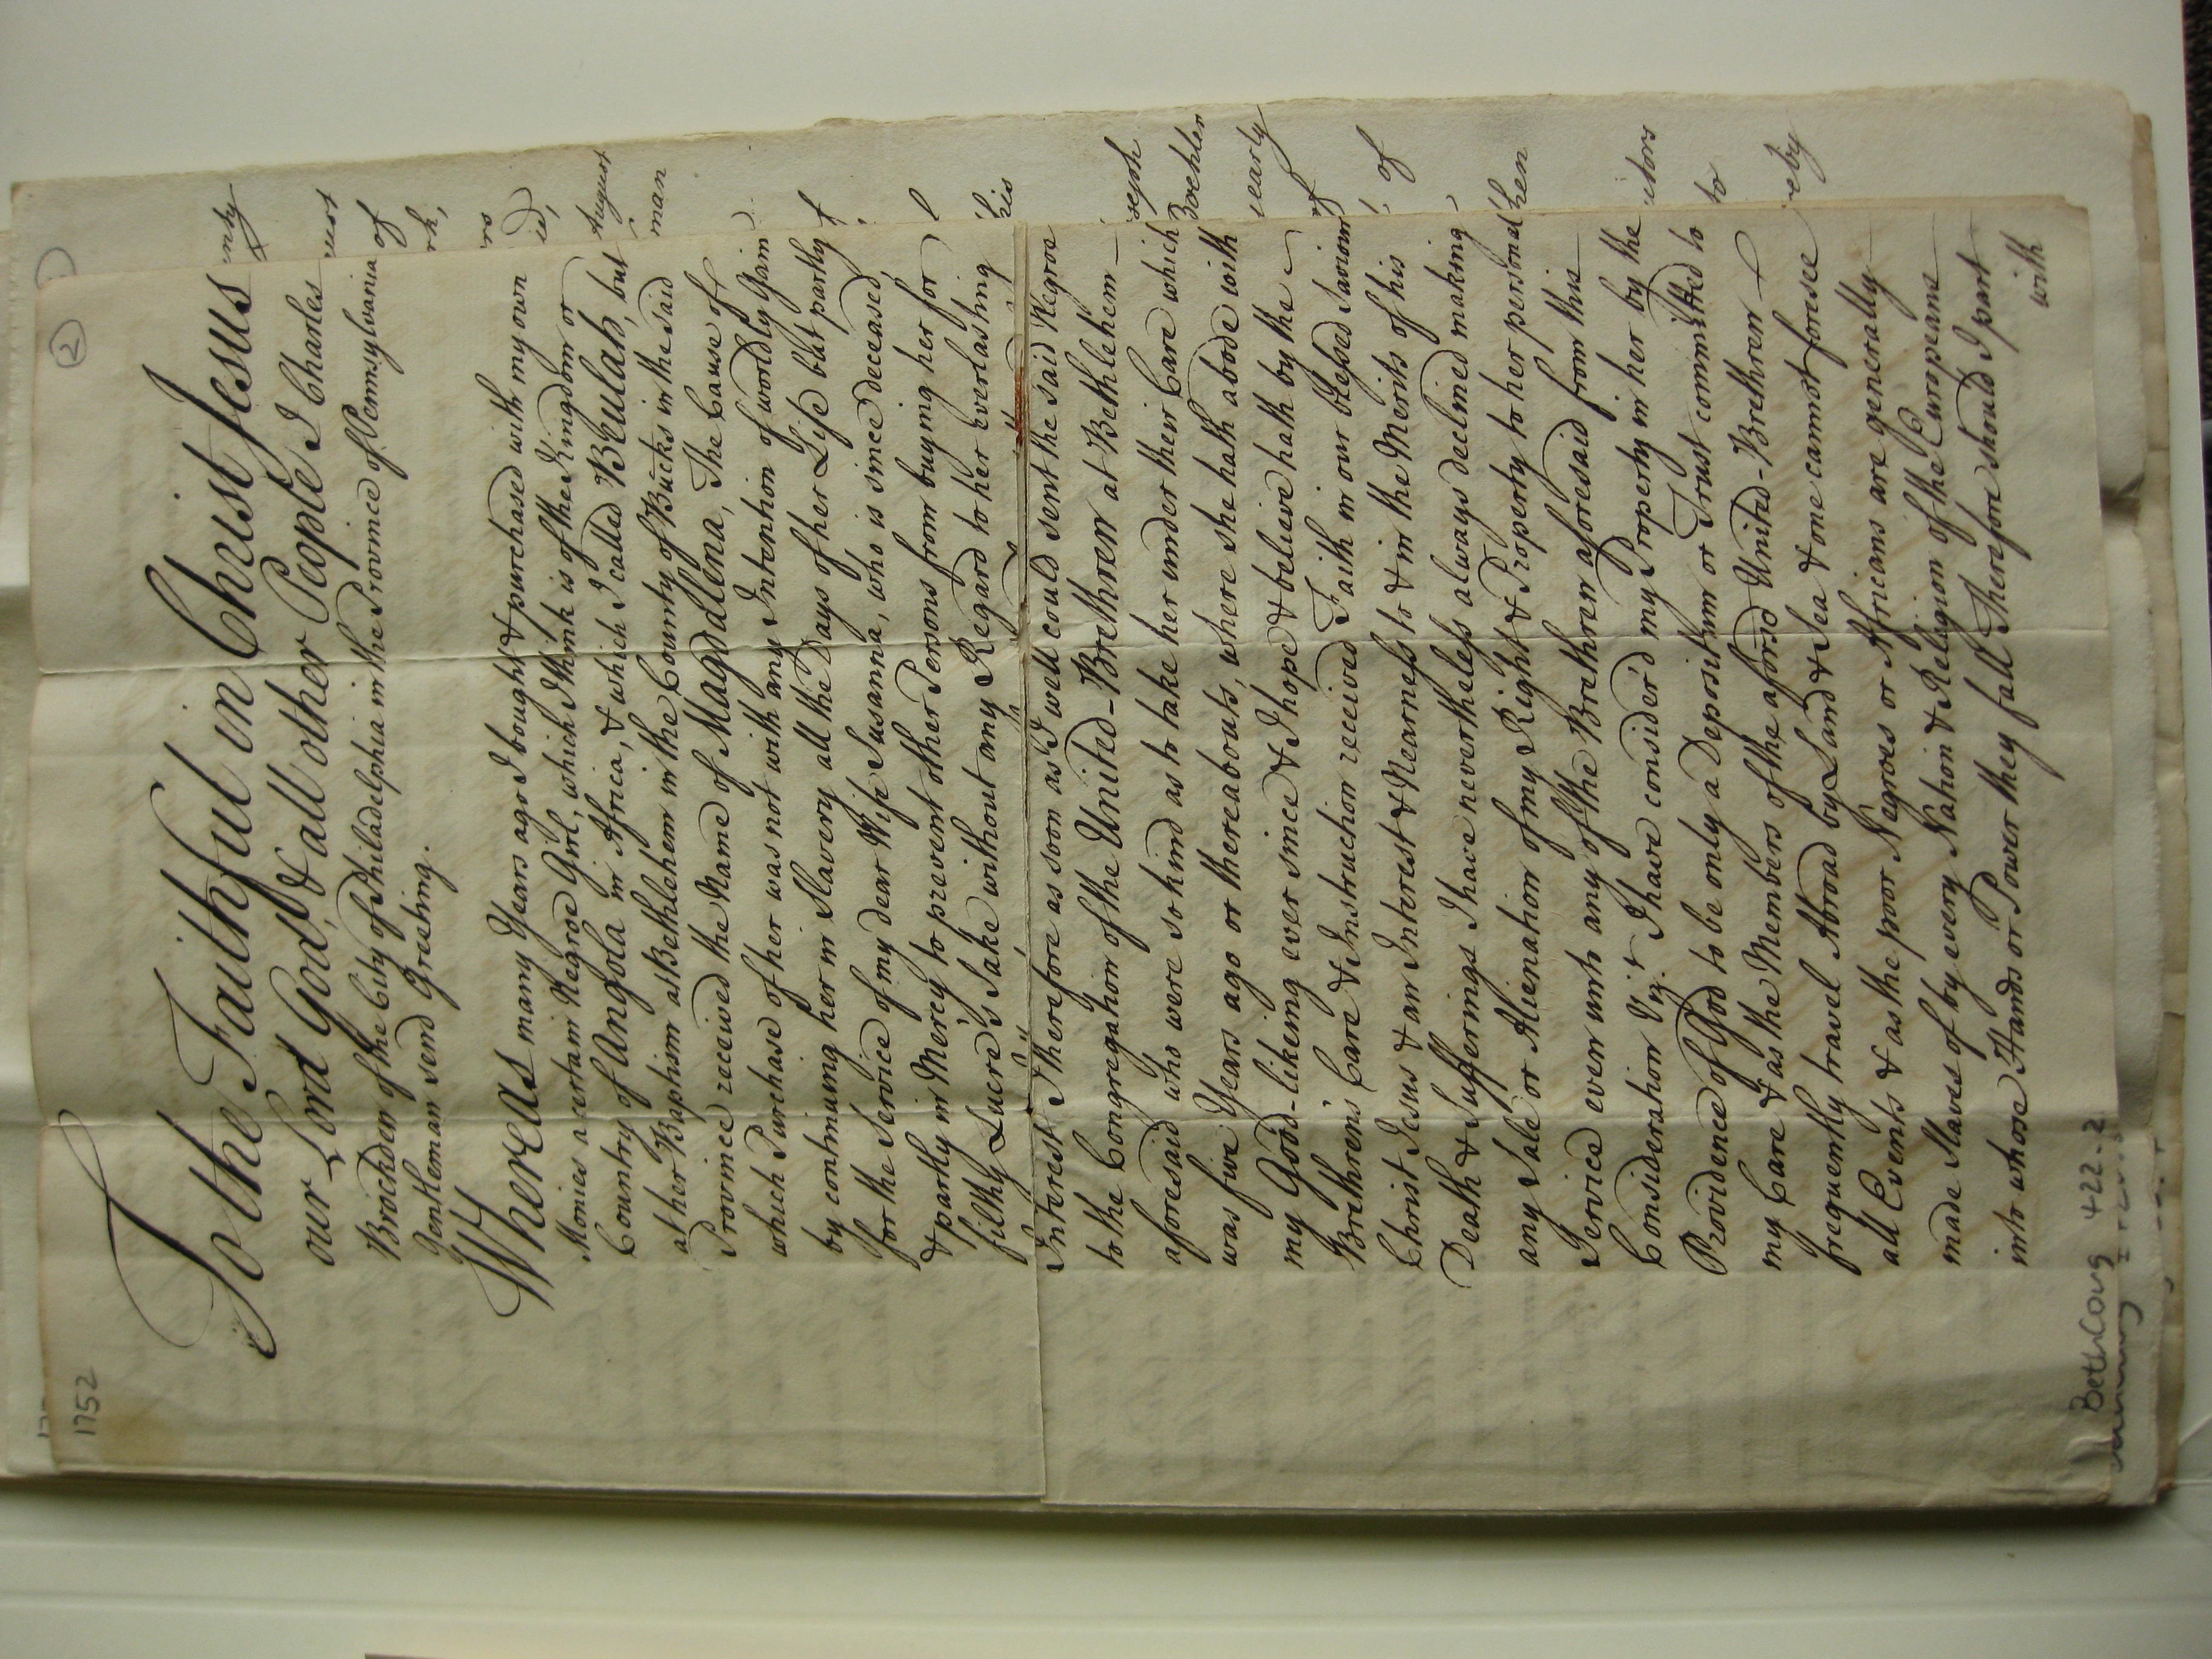 1752
2
To the Faithful in Christ Jesus
our Lord God, & all other People I Charles
Brockden of the City of Philadelphia in the Province of Pennsylvania
Gentleman send Greeting.
Whereas many Years ago I bought & purchased with my own
Monies a certain Negroe Girl, which I think is of the Kingdom or
Country of Angola in Africa, & which I called Beulah, but
at her Baptism at Bethlehem in the County of Bucks in the said
Province received the Name of Magdalena, The Cause of
which Purchase of her was not with any Intention of worldly Gain
by continuing her in Slavery all the Days of her Life but partly
for the Service of my dear Wife Susanna, who is since deceased,
& partly in Mercy to prevent other Persons from buying her for
filthy Lucre's Sake without any Regard to her everlasting
Interest I therefore as soon as I well could sent the said Negroe
to the Congregation of the United-Brethren at Bethlehem
aforesaid who were so kind as to take her under their Care which
was five Years ago or thereabouts, where she hath abode with
my Good-likeing ever since & I hope & believe hath by the
Brethren's Care & Instruction received Faith in our blessed Saviour
Christ Jesus & an Interest & Nearness to & in the Merits of his
Death & Sufferings I have nevertheless always declined making
any Sale or Alienation of my Right & Property to her personal
Service even unto any of the Brethren aforesaid from this
Consideration Viz.t I have consider'd my Property in her by the
Providence of God to be only a Depositum or Trust committed to
my Care & as the Members of the aforsd United-Brethren
frequently travel Abroad by Land & Sea & one cannot foresee
all Events & as the poor Negroes or Africans are generally
made Slaves of by every Nation & Religion of the Europeans
into whose Hands or Power they fall Therefore should I part
with
BethCong 422.2
August
man
his
seph
Boehler
early
of
hen
to